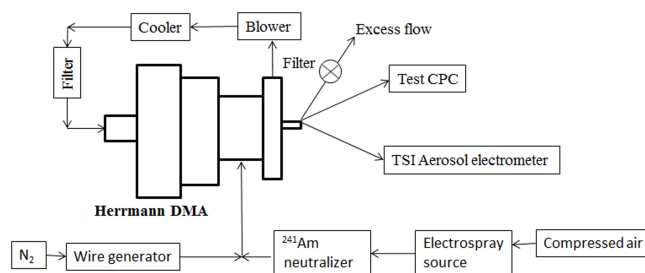 Cooler
Blower
Excess flow
Filter
Filter
Test CPC
TSI Aerosol electrometer
Herrmann DMA
N₂
Wire generator
²⁴¹Am
neutralizer
Electrospray
source
Compressed air